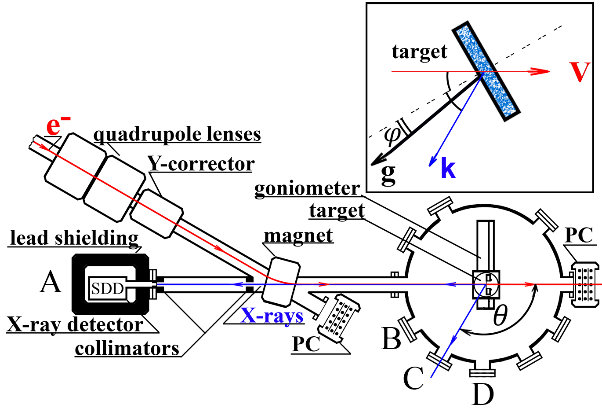 target
V
φ
g
k
e-
quadrupole lenses
Y-corrector
goniometer
target
magnet
PC
lead shielding
A
SDD
X-ray detector
X-rays
collimators
PC
B
C
D
θ